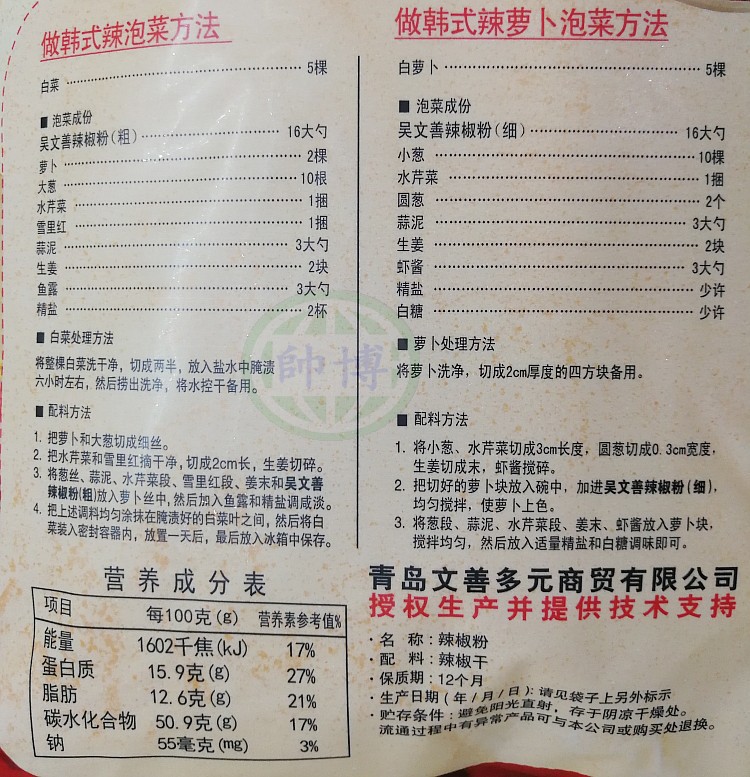 做韩式辣泡菜方法
白菜 5棵
■ 泡菜成份
吴文善辣椒粉(粗) 16大勺
萝卜 2棵
大葱 10根
水芹菜 1捆
雪里红 1捆
蒜泥 3大勺
生姜 2块
鱼露 3大勺
精盐 2杯
■ 白菜处理方法
将整棵白菜洗干净，切成两半，放入盐水中腌渍
六小时左右，然后捞出洗净，将水控干备用。
■ 配料方法
1. 把萝卜和大葱切成细丝。
2. 把水芹菜和雪里红摘干净,切成2cm长，生姜切碎。
3. 将葱丝、蒜泥、水芹菜段、雪里红段、姜末和吴文善
辣椒粉(粗)放入萝卜丝中,然后加入鱼露和精盐调咸淡。
4. 把上述调料均匀涂抹在腌渍好的白菜叶之间，然后将白
菜装入密封容器内，放置一天后，最后放入冰箱中保存。
做韩式辣萝卜泡菜方法
白萝卜 5棵
■ 泡菜成份
吴文善辣椒粉(细) 16大勺
小葱 10棵
水芹菜 1捆
圆葱 2个
蒜泥 3大勺
生姜 2块
虾酱 3大勺
精盐 少许
白糖 少许
■ 萝卜处理方法
将萝卜洗净，切成2cm厚度的四方块备用。
■ 配料方法
1. 将小葱、水芹菜切成3cm长度，圆葱切成0.3cm宽度，
生姜切成末，虾酱搅碎。
2. 把切好的萝卜块放入碗中，加进吴文善辣椒粉(细)，
均匀搅拌，使萝卜上色。
3. 将葱段、蒜泥、水芹菜段、姜末、虾酱放入萝卜块，
搅拌均匀，然后放入适量精盐和白糖调味即可。
帥博
营养成分表
项目 每100克(g) 营养素参考值%
能量 1602千焦(kJ) 17%
蛋白质 15.9克(g) 27%
脂肪 12.6克(g) 21%
碳水化合物 50.9克(g) 17%
钠 55毫克(mg) 3%
青岛文善多元商贸有限公司
授权生产并提供技术支持
·名 称:辣椒粉
·配 料:辣椒干
·保质期:12个月
·生产日期(年/月/日):请见袋子上另外标示
·贮存条件:避免阳光直射，存于阴凉干燥处。
流通过程中有异常产品可与本公司或购买处退换。